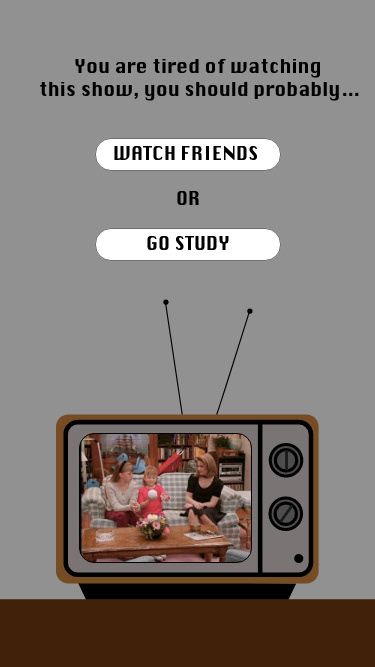 You are tired of watching
this show, you should probably...
WATCH FRIENDS
OR
GO STUDY